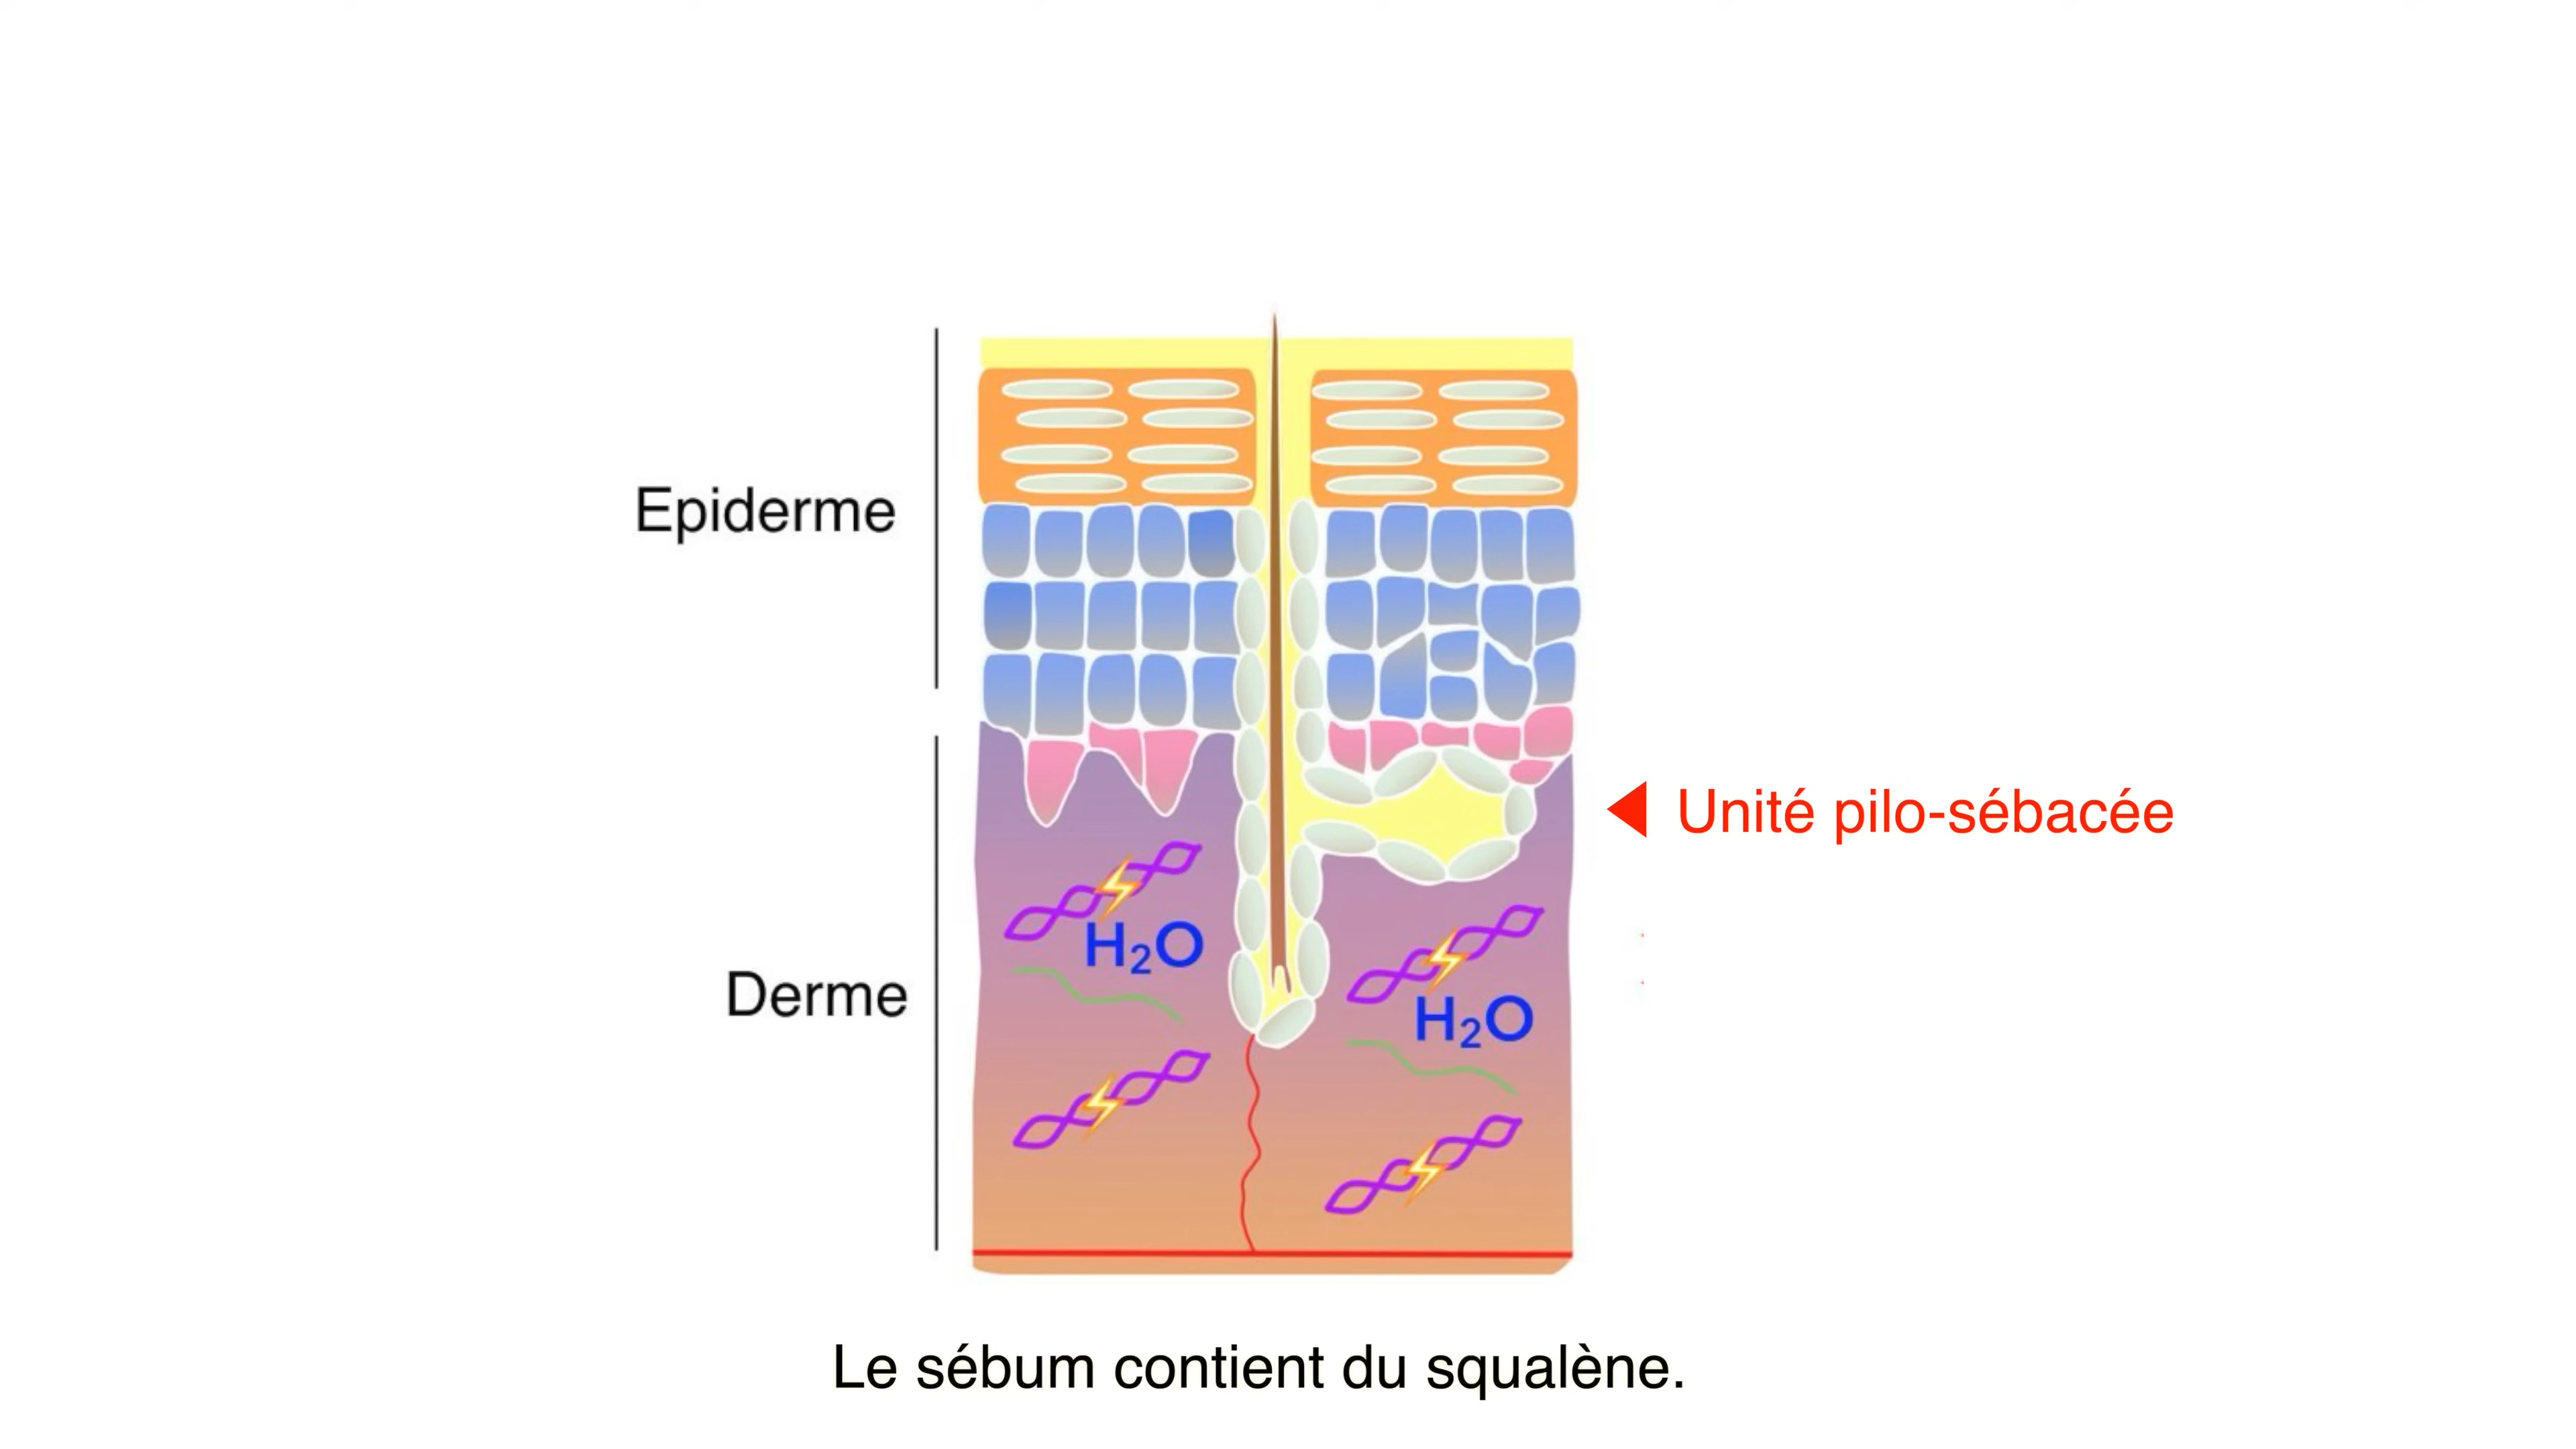 Epiderme
Unité pilo-sébacée
H₂O
Derme
H₂O
Le sébum contient du squalène.